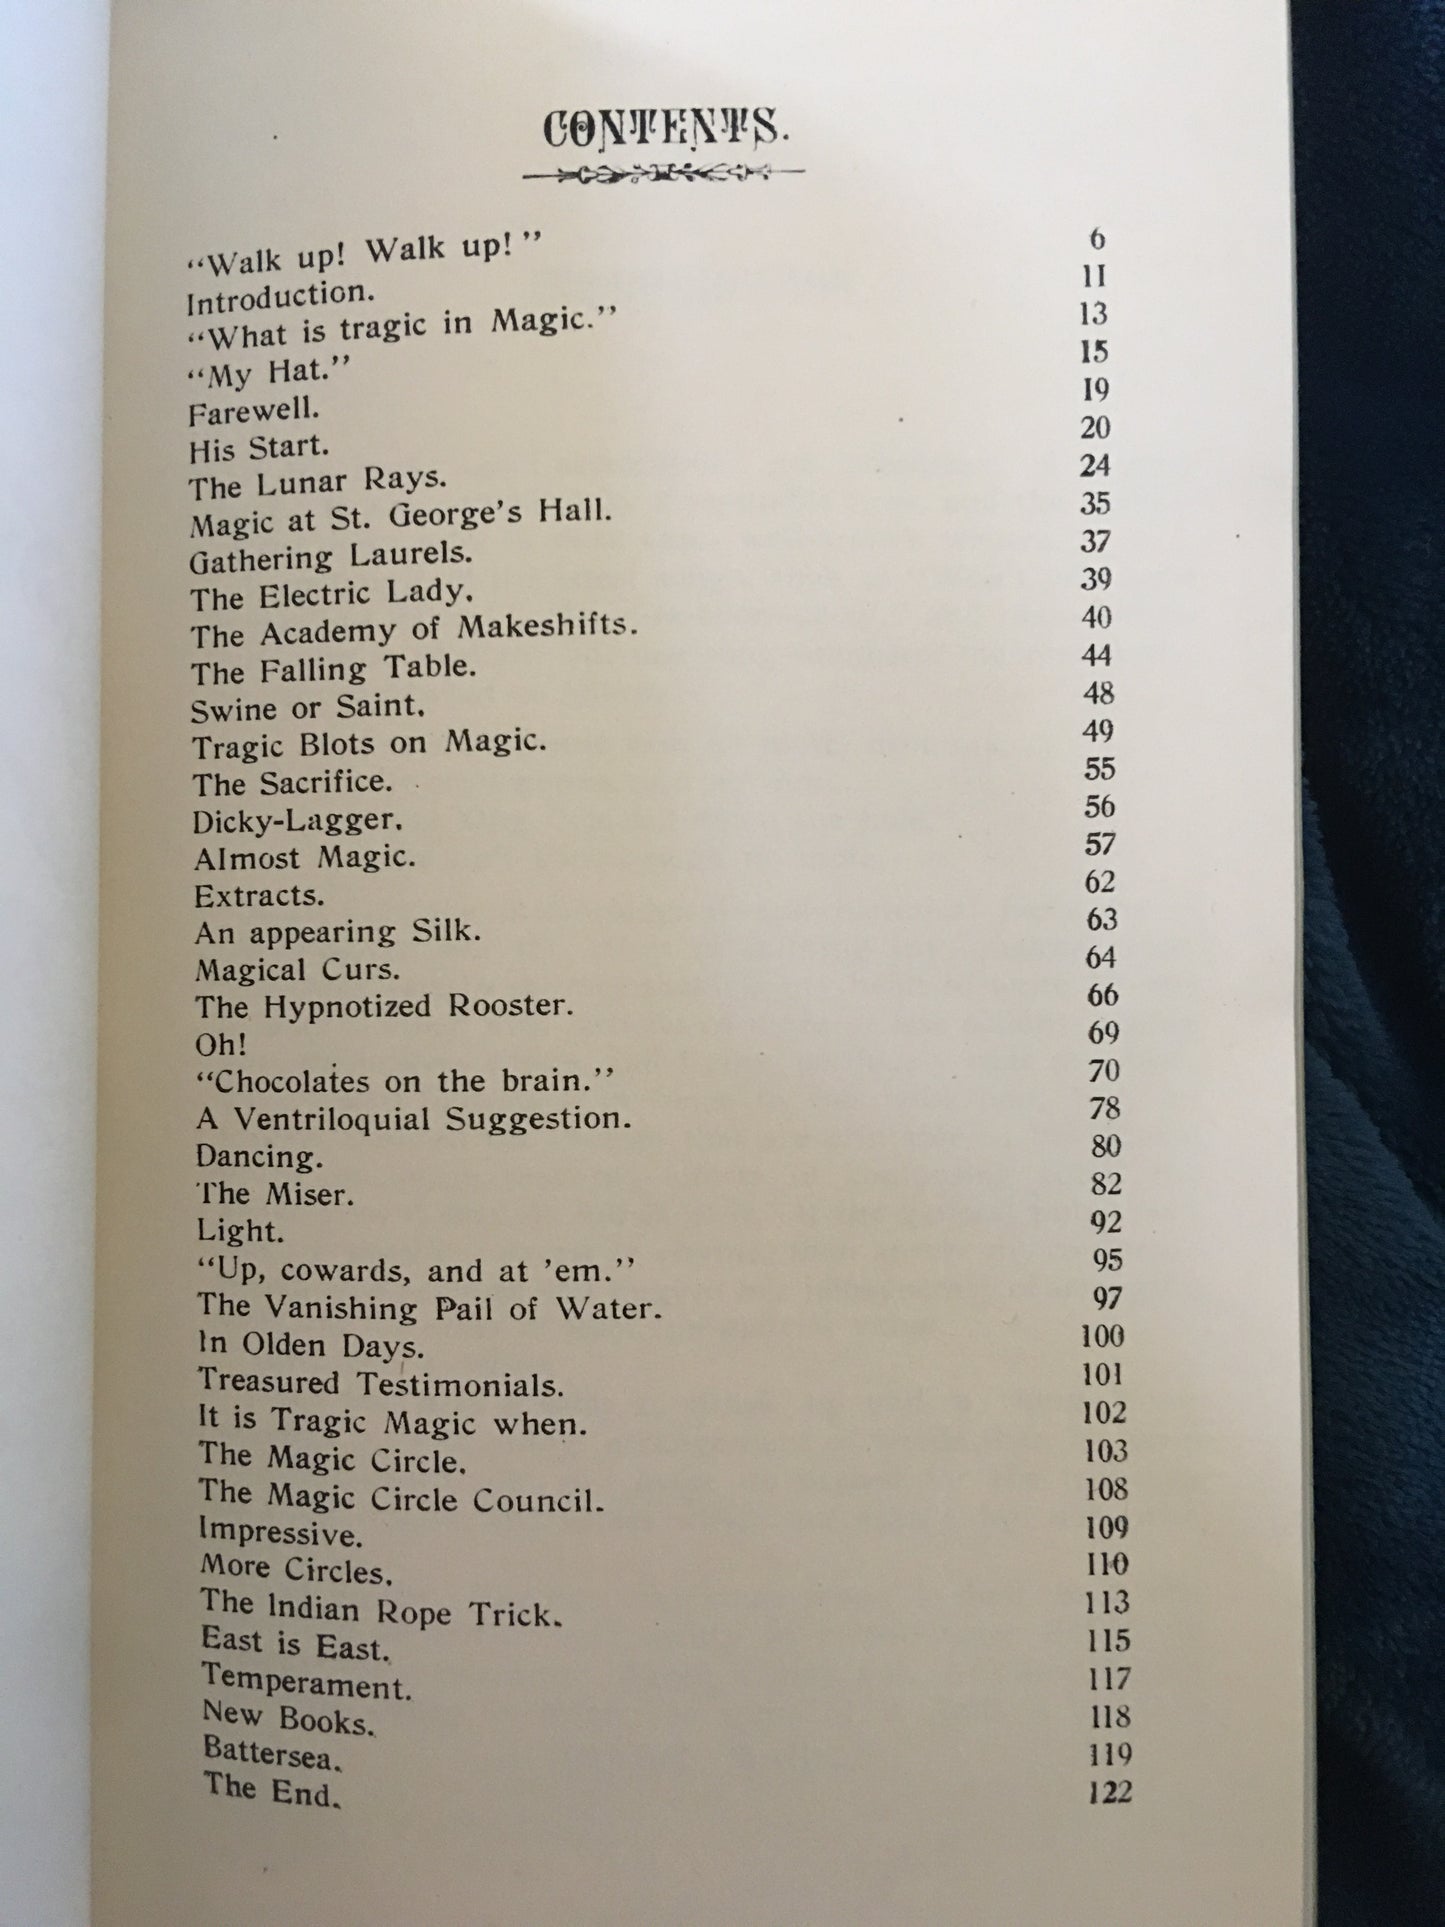 CONTENTS.
“Walk up! Walk up!” 6
Introduction. 11
“What is tragic in Magic.” 13
“My Hat.” 15
Farewell. 19
His Start. 20
The Lunar Rays. 24
Magic at St. George’s Hall. 35
Gathering Laurels. 37
The Electric Lady. 39
The Academy of Makeshifts. 40
The Falling Table. 44
Swine or Saint. 48
Tragic Blots on Magic. 49
The Sacrifice. 55
Dicky-Lagger. 56
Almost Magic. 57
Extracts. 62
An appearing Silk. 63
Magical Curs. 64
The Hypnotized Rooster. 66
Oh! 69
“Chocolates on the brain.” 70
A Ventriloquial Suggestion. 78
Dancing. 80
The Miser. 82
Light. 92
“Up, cowards, and at ’em.” 95
The Vanishing Pail of Water. 97
In Olden Days. 100
Treasured Testimonials. 101
It is Tragic Magic when. 102
The Magic Circle. 103
The Magic Circle Council. 108
Impressive. 109
More Circles. 110
The Indian Rope Trick. 113
East is East. 115
Temperament. 117
New Books. 118
Battersea. 119
The End. 122